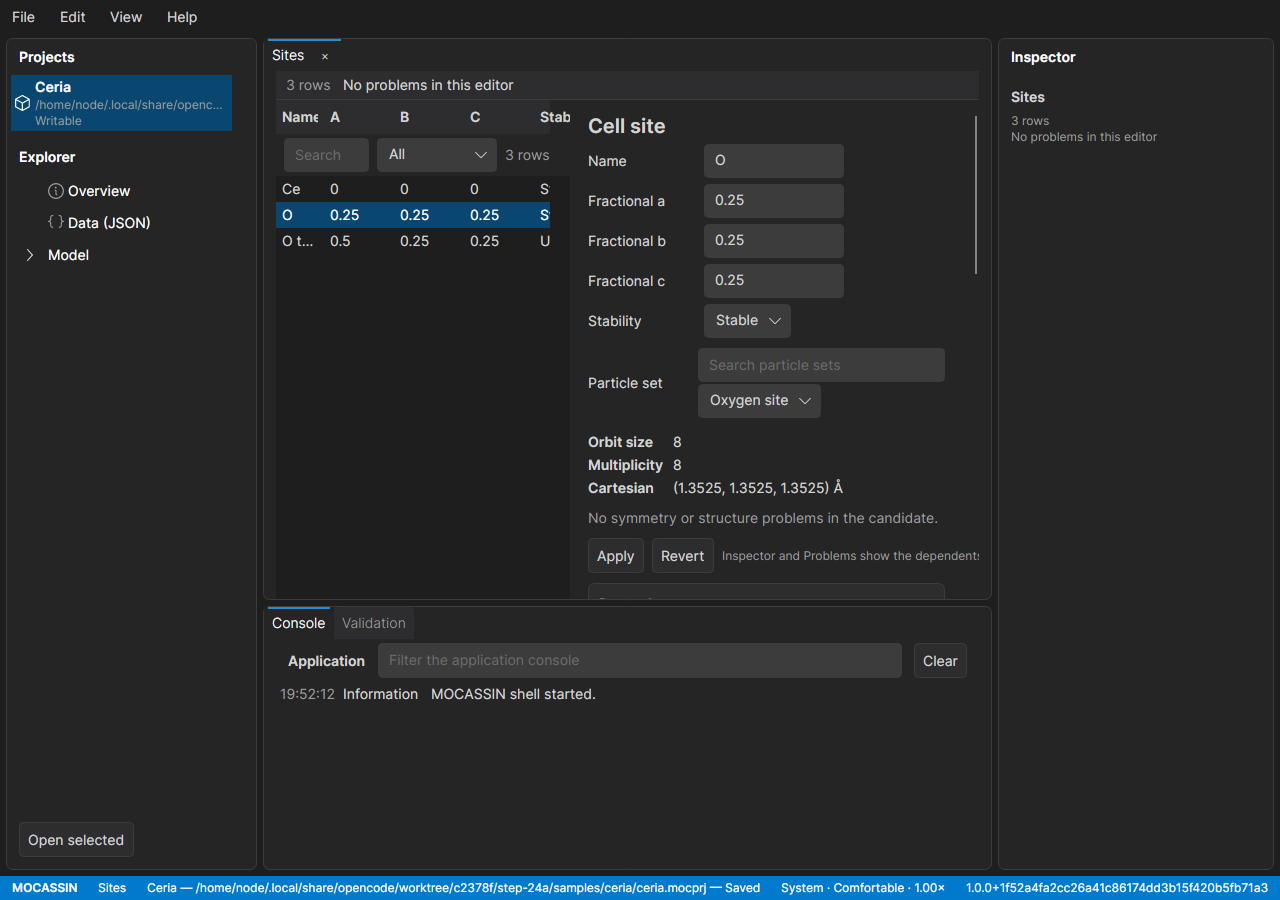 File Edit View Help
Projects
Ceria
/home/node/.local/share/openc...
Writable
Explorer
Overview
{ } Data (JSON)
Model
Open selected
Sites ×
3 rows No problems in this editor
Name A B C Stab
Search All 3 rows
Ce 0 0 0 S
O 0.25 0.25 0.25 S
O t... 0.5 0.25 0.25 U
Cell site
Name O
Fractional a 0.25
Fractional b 0.25
Fractional c 0.25
Stability Stable
Search particle sets
Particle set
Oxygen site
Orbit size 8
Multiplicity 8
Cartesian (1.3525, 1.3525, 1.3525) Å
No symmetry or structure problems in the candidate.
Apply Revert Inspector and Problems show the dependents
Console Validation
Application Filter the application console Clear
19:52:12 Information MOCASSIN shell started.
Inspector
Sites
3 rows
No problems in this editor
MOCASSIN Sites Ceria — /home/node/.local/share/opencode/worktree/c2378f/step-24a/samples/ceria/ceria.mocprj — Saved System · Comfortable · 1.00× 1.0.0+1f52a4fa2cc26a41c86174dd3b15f420b5fb71a3